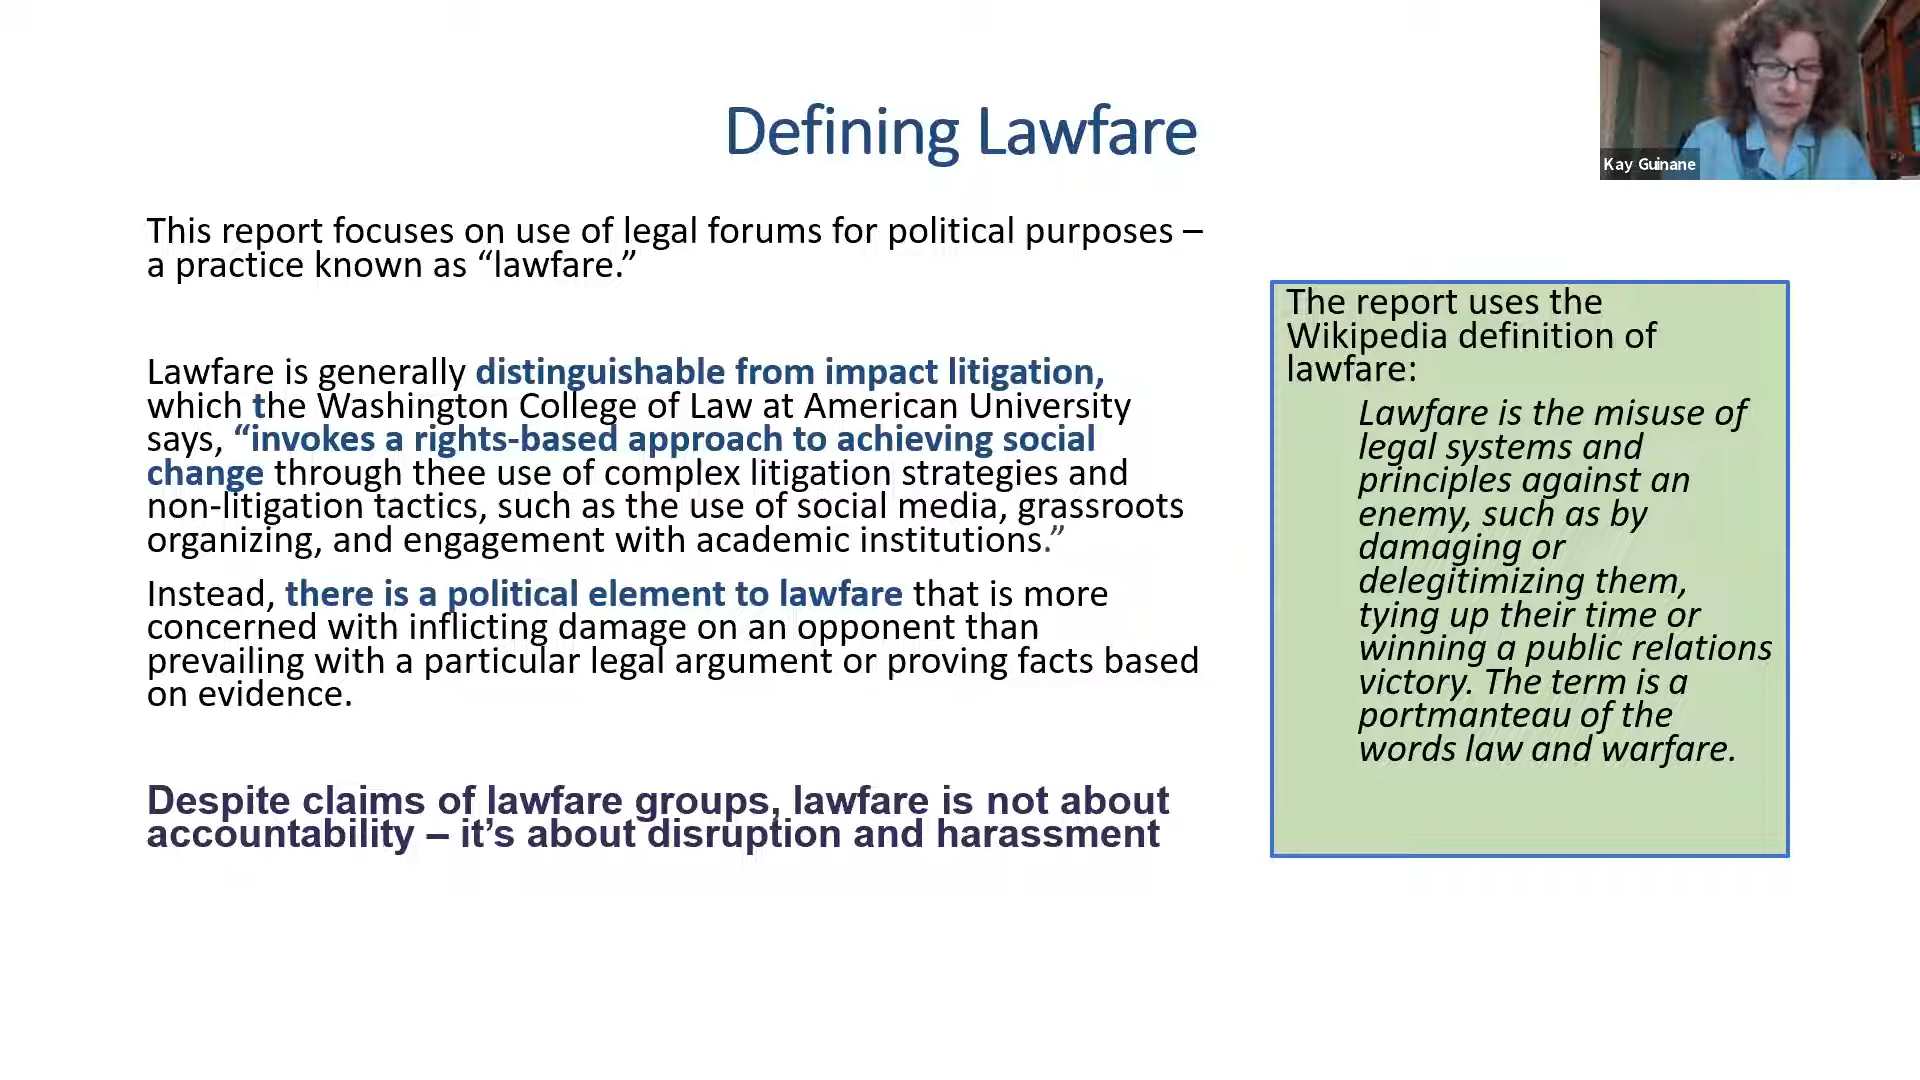 Defining Lawfare
Kay Guinane
This report focuses on use of legal forums for political purposes –
a practice known as “lawfare.”
Lawfare is generally distinguishable from impact litigation,
which the Washington College of Law at American University
says, “invokes a rights-based approach to achieving social
change through thee use of complex litigation strategies and
non-litigation tactics, such as the use of social media, grassroots
organizing, and engagement with academic institutions.”
Instead, there is a political element to lawfare that is more
concerned with inflicting damage on an opponent than
prevailing with a particular legal argument or proving facts based
on evidence.
Despite claims of lawfare groups, lawfare is not about
accountability – it’s about disruption and harassment
The report uses the
Wikipedia definition of
lawfare:
Lawfare is the misuse of
legal systems and
principles against an
enemy, such as by
damaging or
delegitimizing them,
tying up their time or
winning a public relations
victory. The term is a
portmanteau of the
words law and warfare.